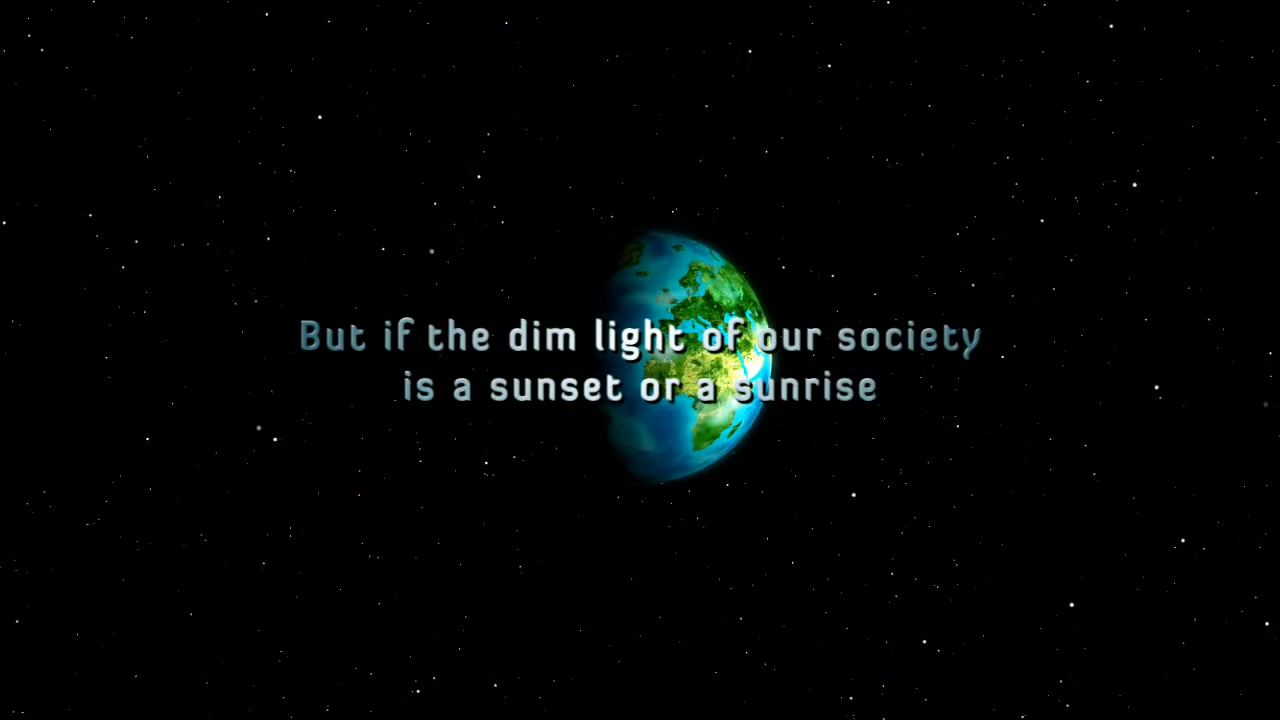 But if the dim light of our society
is a sunset or a sunrise